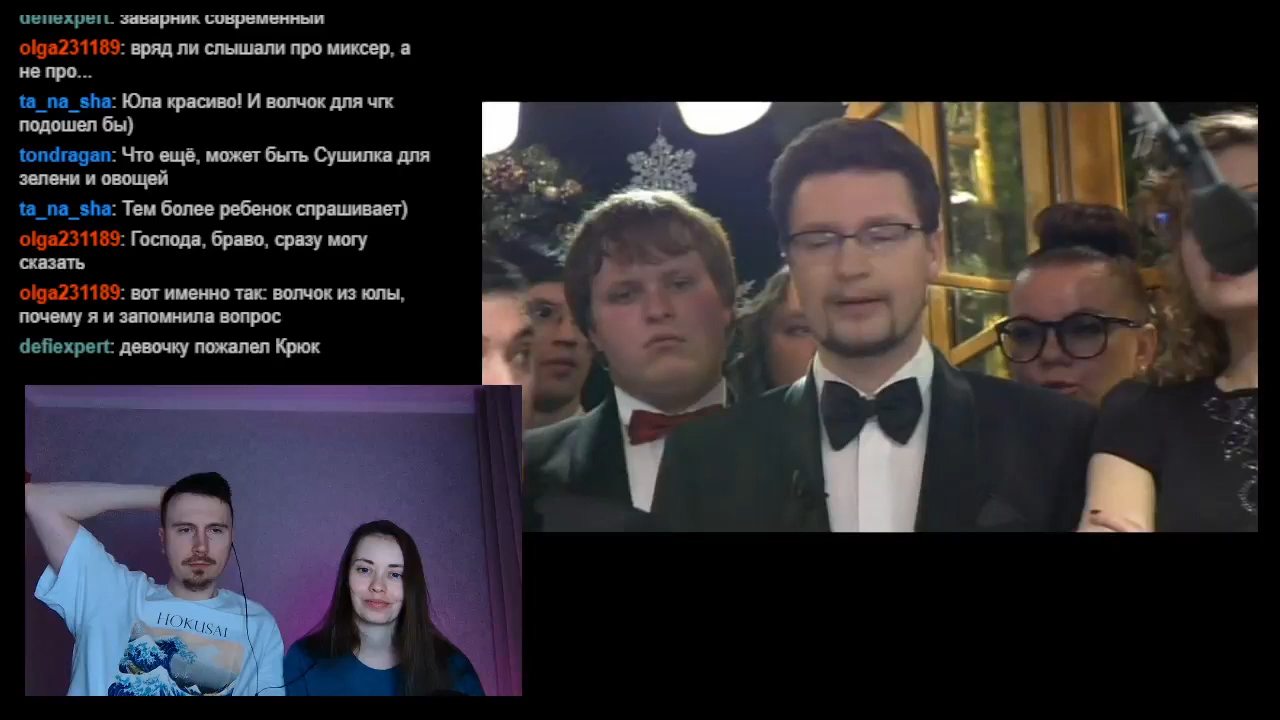 defiexpert: заварник современный
olga231189: вряд ли слышали про миксер, а
не про...
ta_na_sha: Юла красиво! И волчок для чгк
подошел бы)
tondragan: Что ещё, может быть Сушилка для
зелени и овощей
ta_na_sha: Тем более ребенок спрашивает)
olga231189: Господа, браво, сразу могу
сказать
olga231189: вот именно так: волчок из юлы,
почему я и запомнила вопрос
defiexpert: девочку пожалел Крюк
HOKUSAI